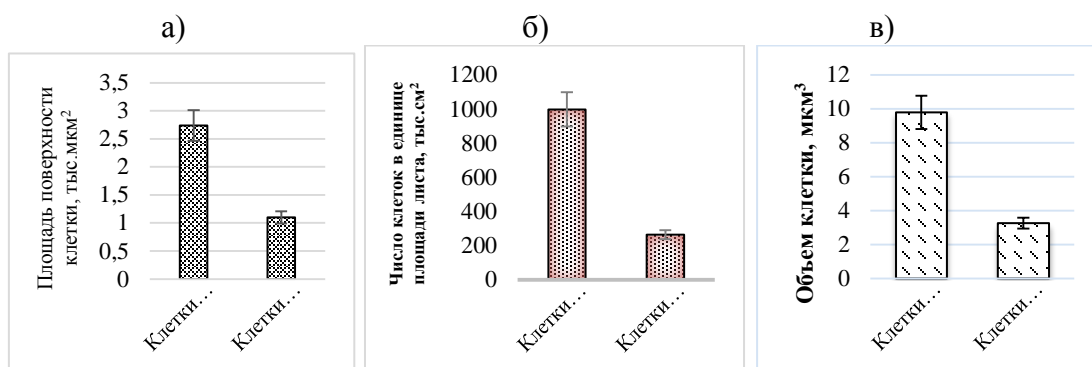 а)
Площадь поверхности
клетки, тыс.мкм²
3,5
3
2,5
2
1,5
1
0,5
0
Клетки…
Клетки…
б)
Число клеток в единице
площади листа, тыс.см²
1200
1000
800
600
400
200
0
Клетки…
Клетки…
в)
Объем клетки, мкм³
12
10
8
6
4
2
0
Клетки…
Клетки…